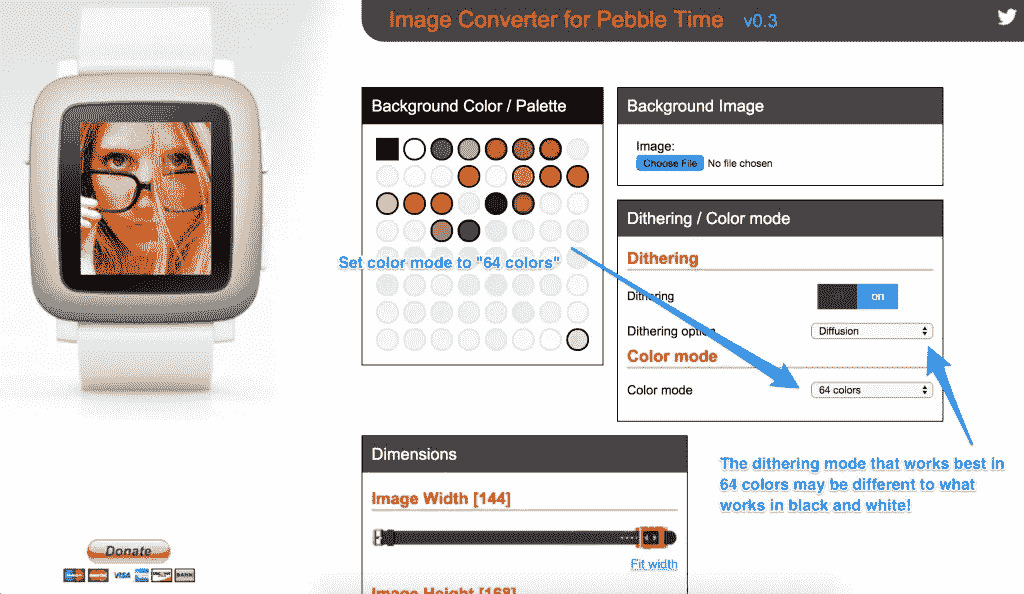 Image Converter for Pebble Time v0.3
Background Color / Palette
Background Image
Image:
Choose File No file chosen
Dithering / Color mode
Dithering
Dithering on
Dithering option Diffusion
Color mode
Color mode 64 colors
Set color mode to "64 colors"
The dithering mode that works best in
64 colors may be different to what
works in black and white!
Dimensions
Image Width [144]
Fit width
Image Height [168]
Donate
VISA